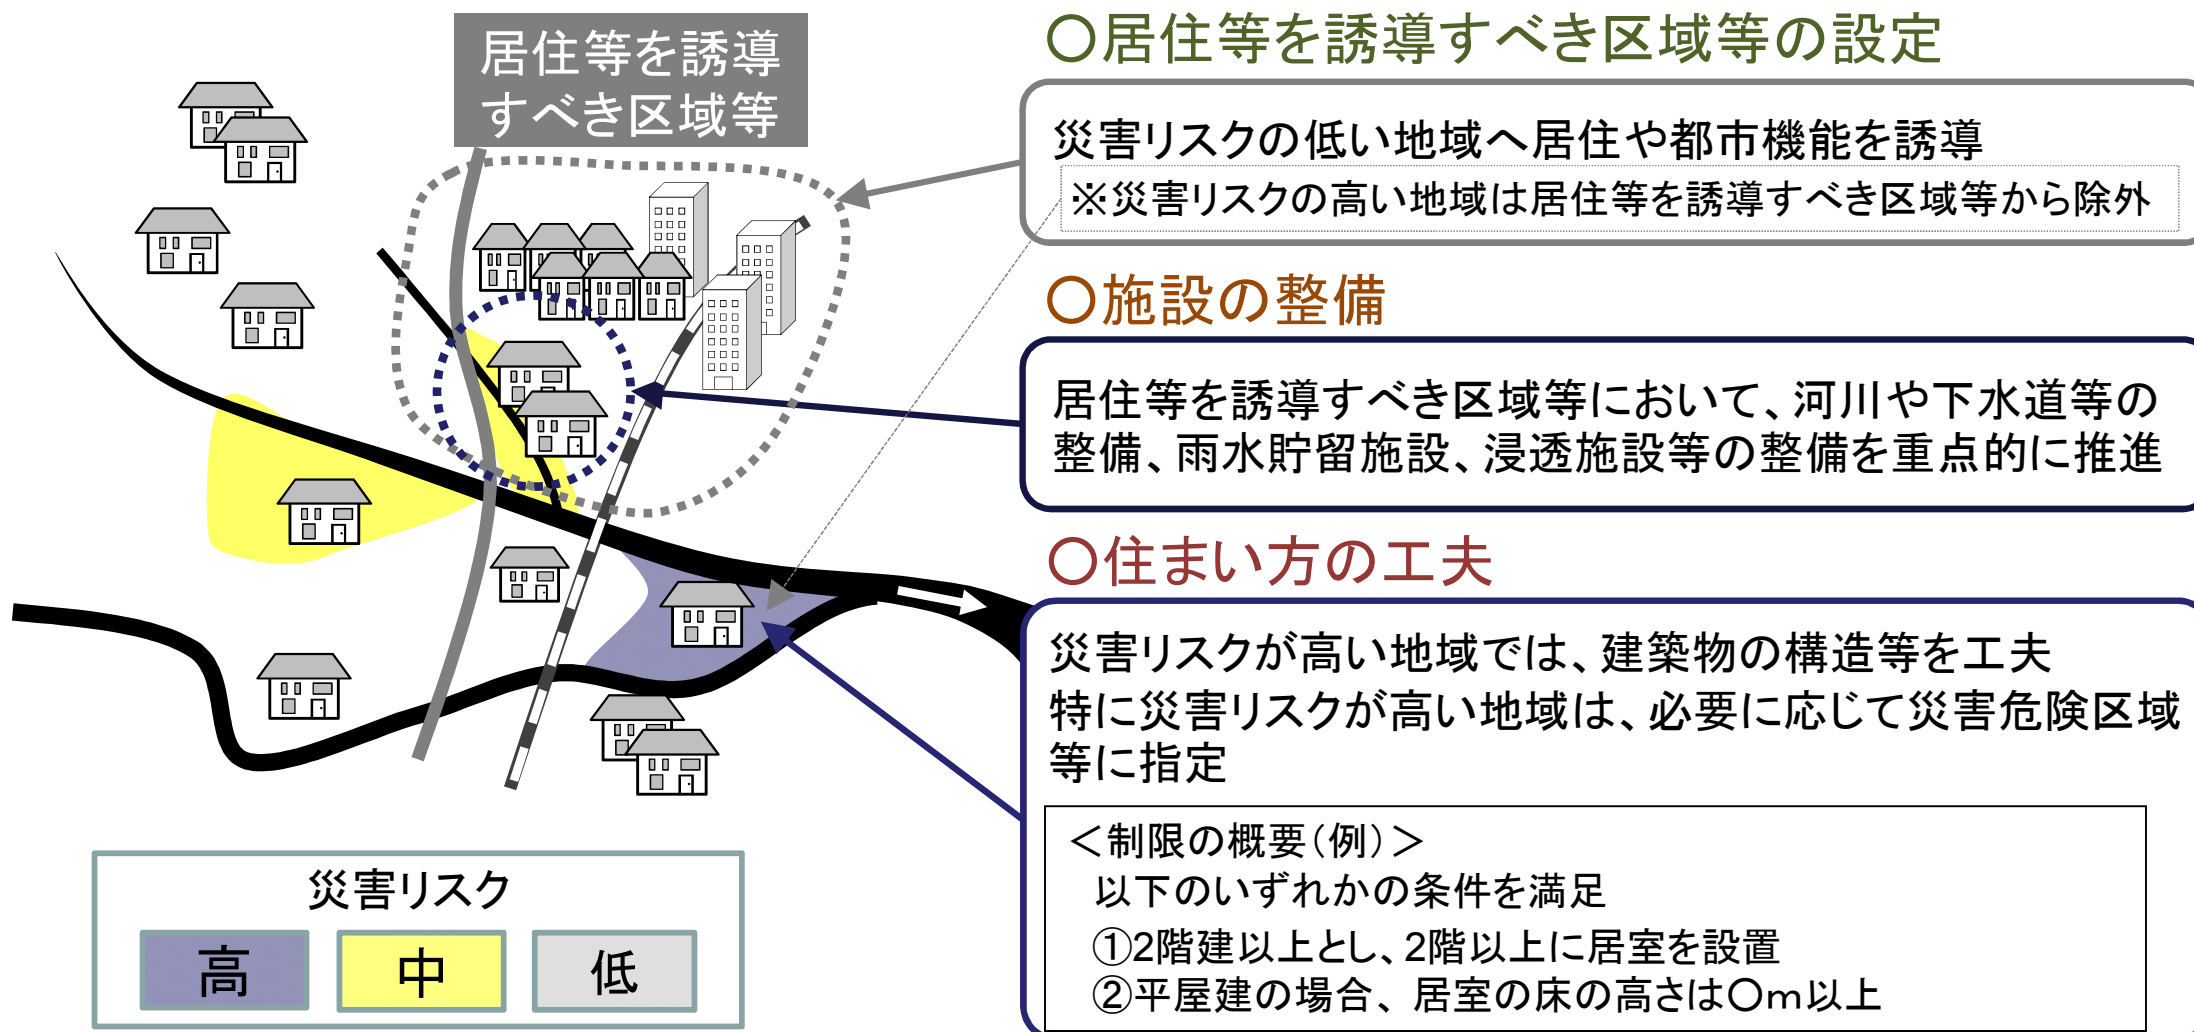 居住等を誘導
すべき区域等
〇居住等を誘導すべき区域等の設定
災害リスクの低い地域へ居住や都市機能を誘導
※災害リスクの高い地域は居住等を誘導すべき区域等から除外
〇施設の整備
居住等を誘導すべき区域等において、河川や下水道等の
整備、雨水貯留施設、浸透施設等の整備を重点的に推進
〇住まい方の工夫
災害リスクが高い地域では、建築物の構造等を工夫
特に災害リスクが高い地域は、必要に応じて災害危険区域
等に指定
＜制限の概要（例）＞
以下のいずれかの条件を満足
①2階建以上とし、2階以上に居室を設置
②平屋建の場合、居室の床の高さは〇ｍ以上
災害リスク
高
中
低